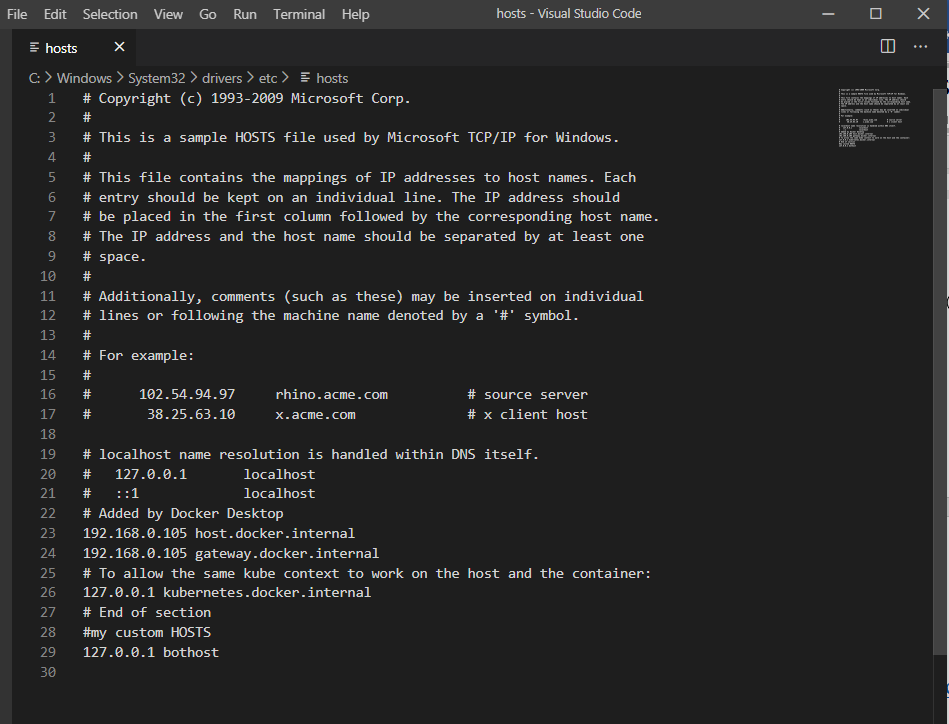 File Edit Selection View Go Run Terminal Help hosts - Visual Studio Code
hosts
C: > Windows > System32 > drivers > etc > hosts
1 # Copyright (c) 1993-2009 Microsoft Corp.
2 #
3 # This is a sample HOSTS file used by Microsoft TCP/IP for Windows.
4 #
5 # This file contains the mappings of IP addresses to host names. Each
6 # entry should be kept on an individual line. The IP address should
7 # be placed in the first column followed by the corresponding host name.
8 # The IP address and the host name should be separated by at least one
9 # space.
10 #
11 # Additionally, comments (such as these) may be inserted on individual
12 # lines or following the machine name denoted by a '#' symbol.
13 #
14 # For example:
15 #
16 #      102.54.94.97     rhino.acme.com          # source server
17 #       38.25.63.10     x.acme.com              # x client host
18
19 # localhost name resolution is handled within DNS itself.
20 #   127.0.0.1       localhost
21 #   ::1             localhost
22 # Added by Docker Desktop
23 192.168.0.105 host.docker.internal
24 192.168.0.105 gateway.docker.internal
25 # To allow the same kube context to work on the host and the container:
26 127.0.0.1 kubernetes.docker.internal
27 # End of section
28 #my custom HOSTS
29 127.0.0.1 bothost
30